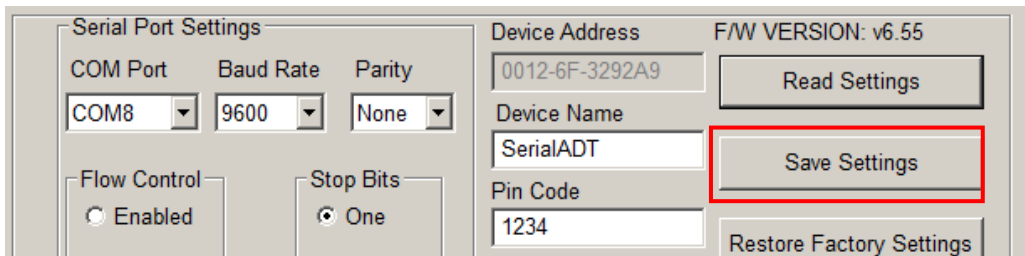 Serial Port Settings
COM Port Baud Rate Parity
COM8 9600 None
Flow Control
Enabled
Stop Bits
One
Device Address
0012-6F-3292A9
Device Name
SerialADT
Pin Code
1234
F/W VERSION: v6.55
Read Settings
Save Settings
Restore Factory Settings